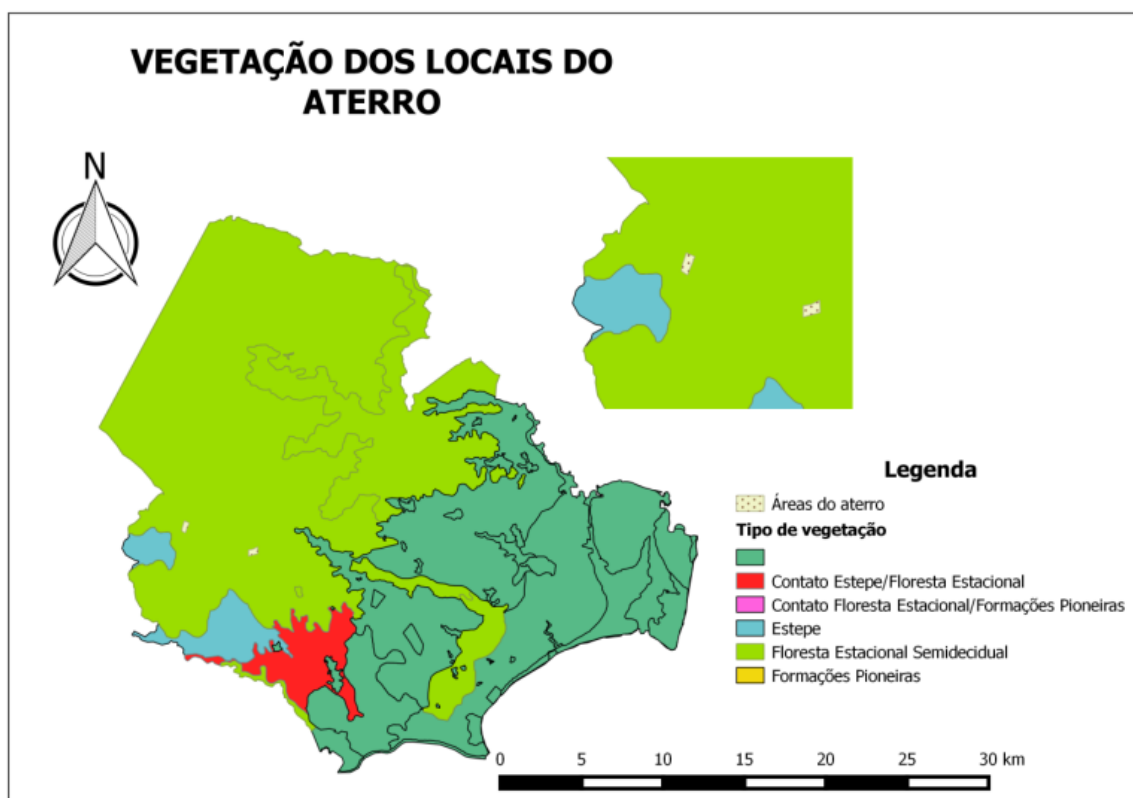 VEGETAÇÃO DOS LOCAIS DO
ATERRO
N
Legenda
Áreas do aterro
Tipo de vegetação
Contato Estepe/Floresta Estacional
Contato Floresta Estacional/Formações Pioneiras
Estepe
Floresta Estacional Semidecidual
Formações Pioneiras
0 5 10 15 20 25 30 km